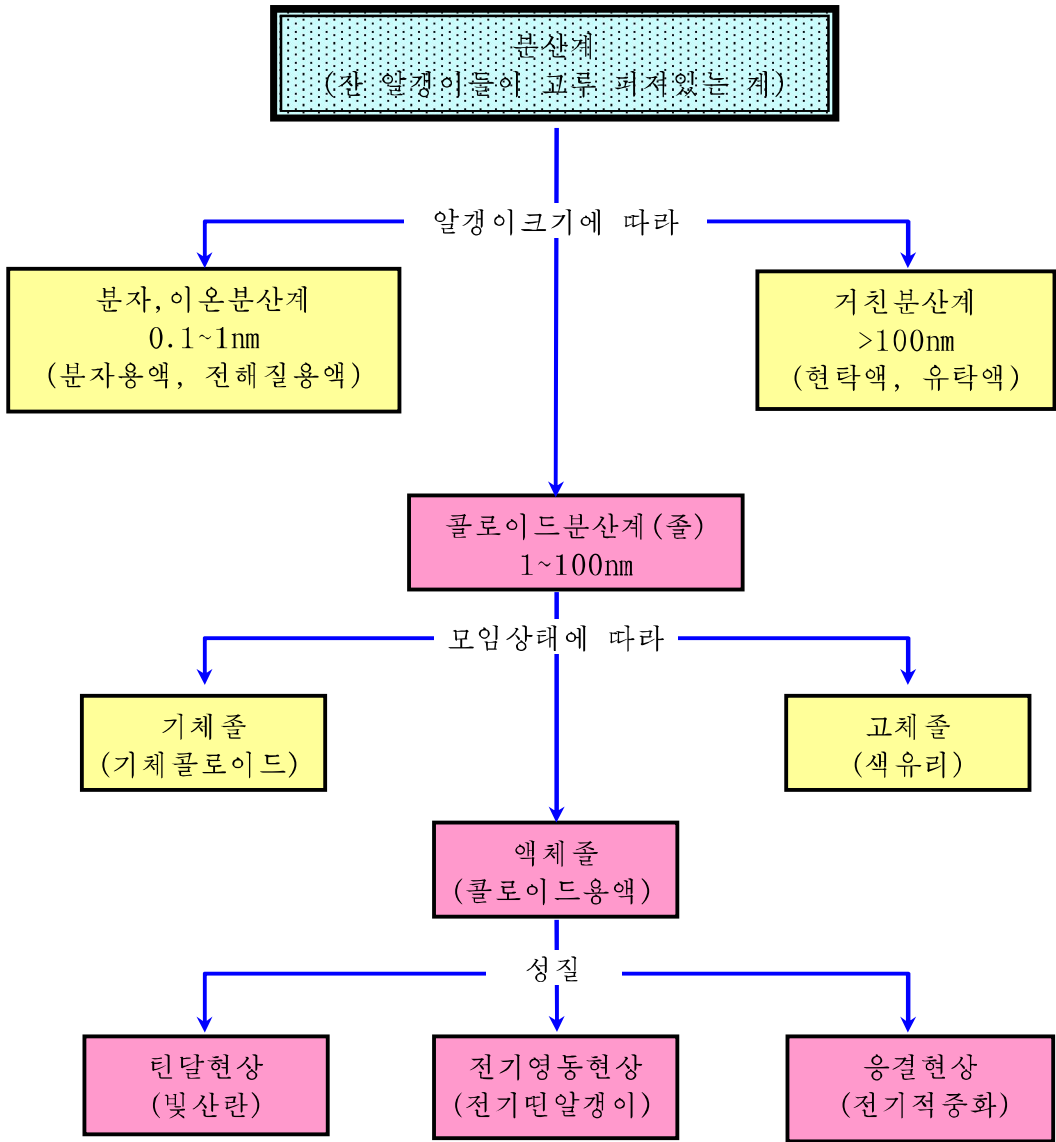 분산계
(잔 알갱이들이 고루 퍼져있는 계)
알갱이크기에 따라
분자,이온분산계
0.1~1nm
(분자용액, 전해질용액)
거친분산계
>100nm
(현탁액, 유탁액)
콜로이드분산계(졸)
1~100nm
모임상태에 따라
기체졸
(기체콜로이드)
고체졸
(색유리)
액체졸
(콜로이드용액)
성질
틴달현상
(빛산란)
전기영동현상
(전기띤알갱이)
응결현상
(전기적중화)